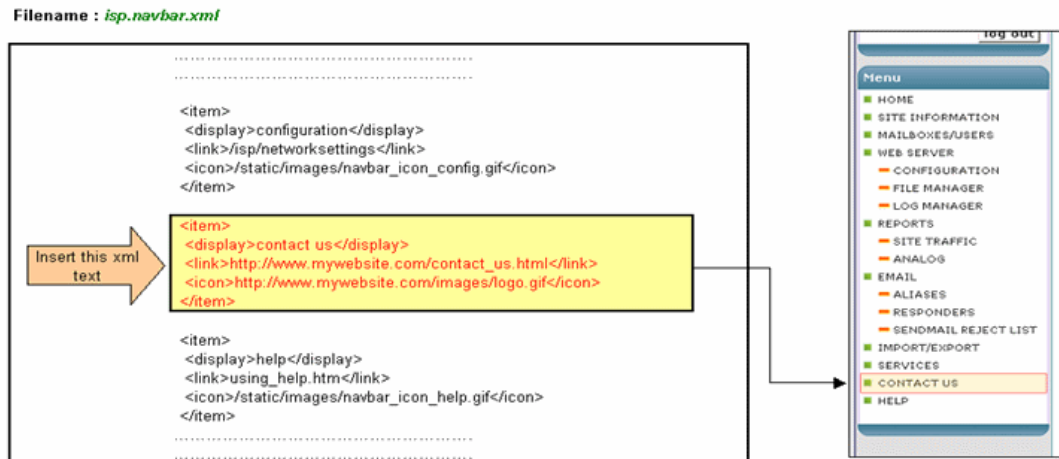 Filename : isp.navbar.xml
.......................................................
.......................................................
<item>
<display>configuration</display>
<link>/isp/networksettings</link>
<icon>/static/images/navbar_icon_config.gif</icon>
</item>
Insert this xml
text
<item>
<display>contact us</display>
<link>http://www.mywebsite.com/contact_us.html</link>
<icon>http://www.mywebsite.com/images/logo.gif</icon>
</item>
<item>
<display>help</display>
<link>using_help.htm</link>
<icon>/static/images/navbar_icon_help.gif</icon>
</item>
.......................................................
.......................................................
log out
Menu
HOME
SITE INFORMATION
MAILBOXES/USERS
WEB SERVER
CONFIGURATION
FILE MANAGER
LOG MANAGER
REPORTS
SITE TRAFFIC
ANALOG
EMAIL
ALIASES
RESPONDERS
SENDMAIL REJECT LIST
IMPORT/EXPORT
SERVICES
CONTACT US
HELP